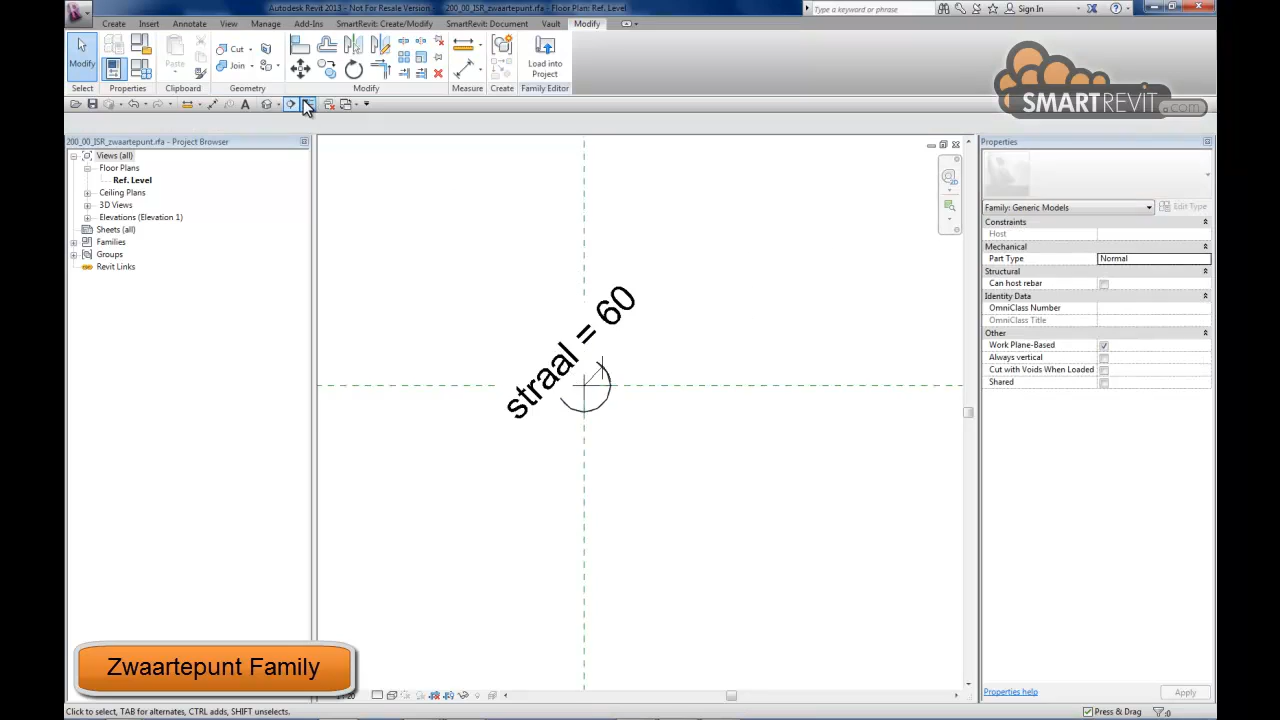 Autodesk Revit 2013 - Not For Resale Version - 200_00_ISR_zwaartepunt.rfa - Floor Plan: Ref. Level
Type a keyword or phrase
Sign In
Create Insert Annotate View Manage Add-Ins SmartRevit: Create/Modify SmartRevit: Document Vault Modify
Modify
Paste
Cut
Join
Load into
Project
Select Properties Clipboard Geometry Modify Measure Create Family Editor
SMARTREVIT.com
200_00_ISR_zwaartepunt.rfa - Project Browser
Views (all)
Floor Plans
Ref. Level
Ceiling Plans
3D Views
Elevations (Elevation 1)
Sheets (all)
Families
Groups
Revit Links
straal = 60
2D
Properties
Family: Generic Models
Edit Type
Constraints
Host
Mechanical
Part Type Normal
Structural
Can host rebar
Identity Data
OmniClass Number
OmniClass Title
Other
Work Plane-Based
Always vertical
Cut with Voids When Loaded
Shared
Properties help
Apply
Zwaartepunt Family
Click to select, TAB for alternates, CTRL adds, SHIFT unselects.
Press & Drag
:0